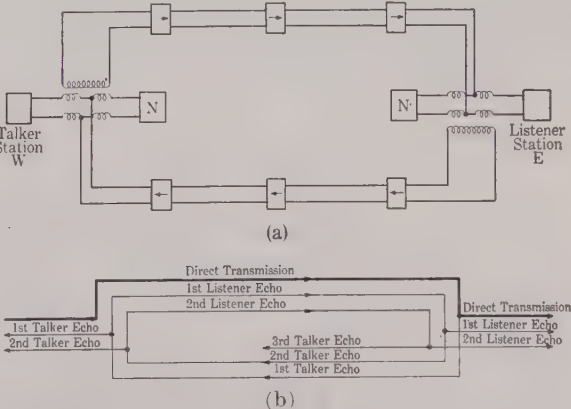 N
N
Talker
Station
W
Listener
Station
E
(a)
Direct Transmission
1st Listener Echo
2nd Listener Echo
Direct Transmission
1st Talker Echo
1st Listener Echo
2nd Talker Echo
3rd Talker Echo
2nd Listener Echo
2nd Talker Echo
1st Talker Echo
(b)